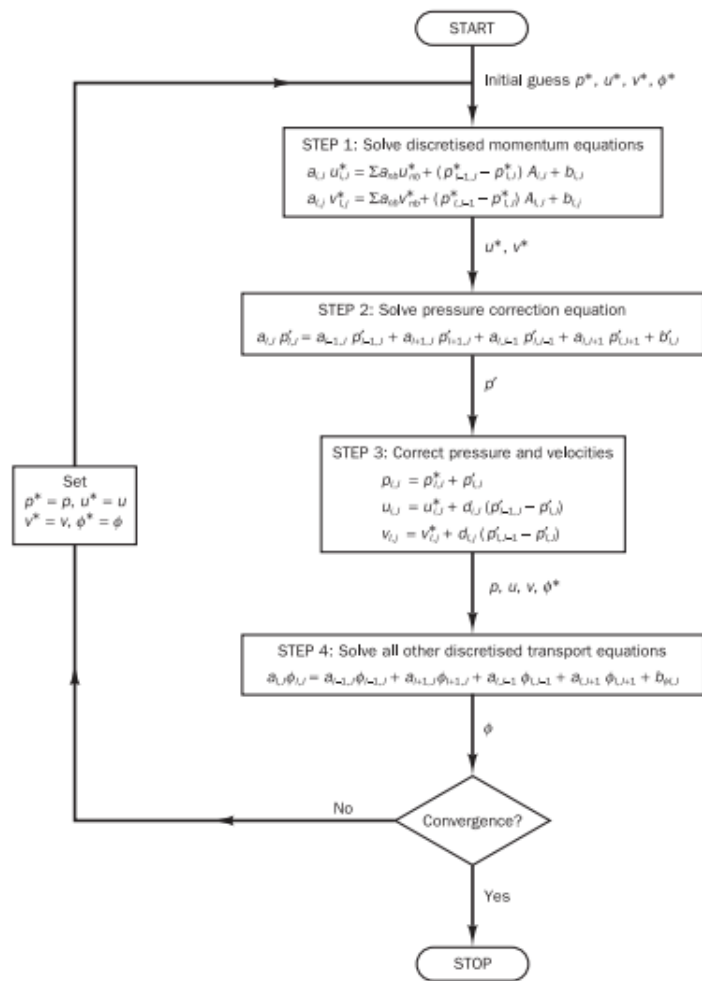 START
Initial guess p*, u*, v*, ϕ*
STEP 1: Solve discretised momentum equations
a_{i,J} u*_{i,J} = Σa_{nb}u*_{nb} + (p*_{I−1,J} − p*_{I,J}) A_{i,J} + b_{i,J}
a_{I,j} v*_{I,j} = Σa_{nb}v*_{nb} + (p*_{I,J−1} − p*_{I,J}) A_{I,j} + b_{I,j}
u*, v*
STEP 2: Solve pressure correction equation
a_{I,J} p′_{I,J} = a_{I−1,J} p′_{I−1,J} + a_{I+1,J} p′_{I+1,J} + a_{I,J−1} p′_{I,J−1} + a_{I,J+1} p′_{I,J+1} + b′_{I,J}
p′
STEP 3: Correct pressure and velocities
p_{I,J} = p*_{I,J} + p′_{I,J}
u_{i,J} = u*_{i,J} + d_{i,J} (p′_{I−1,J} − p′_{I,J})
v_{I,j} = v*_{I,j} + d_{I,j} (p′_{I,J−1} − p′_{I,J})
Set
p* = p, u* = u
v* = v, ϕ* = ϕ
p, u, v, ϕ*
STEP 4: Solve all other discretised transport equations
a_{I,J}ϕ_{I,J} = a_{I−1,J}ϕ_{I−1,J} + a_{I+1,J}ϕ_{I+1,J} + a_{I,J−1} ϕ_{I,J−1} + a_{I,J+1} ϕ_{I,J+1} + b_{ϕI,J}
ϕ
No
Convergence?
Yes
STOP